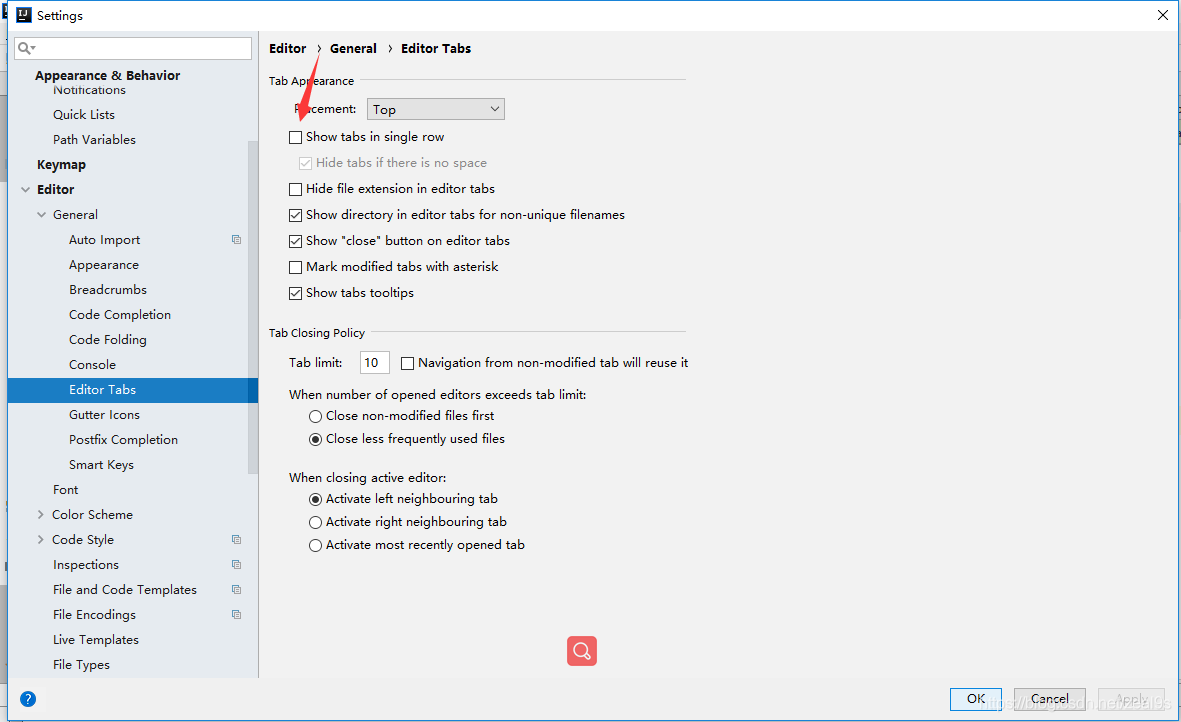 Settings
Appearance & Behavior
Notifications
Quick Lists
Path Variables
Keymap
Editor
General
Auto Import
Appearance
Breadcrumbs
Code Completion
Code Folding
Console
Editor Tabs
Gutter Icons
Postfix Completion
Smart Keys
Font
Color Scheme
Code Style
Inspections
File and Code Templates
File Encodings
Live Templates
File Types
Editor › General › Editor Tabs
Tab Appearance
Placement: Top
Show tabs in single row
Hide tabs if there is no space
Hide file extension in editor tabs
Show directory in editor tabs for non-unique filenames
Show "close" button on editor tabs
Mark modified tabs with asterisk
Show tabs tooltips
Tab Closing Policy
Tab limit: 10 Navigation from non-modified tab will reuse it
When number of opened editors exceeds tab limit:
Close non-modified files first
Close less frequently used files
When closing active editor:
Activate left neighbouring tab
Activate right neighbouring tab
Activate most recently opened tab
? OK Cancel Apply